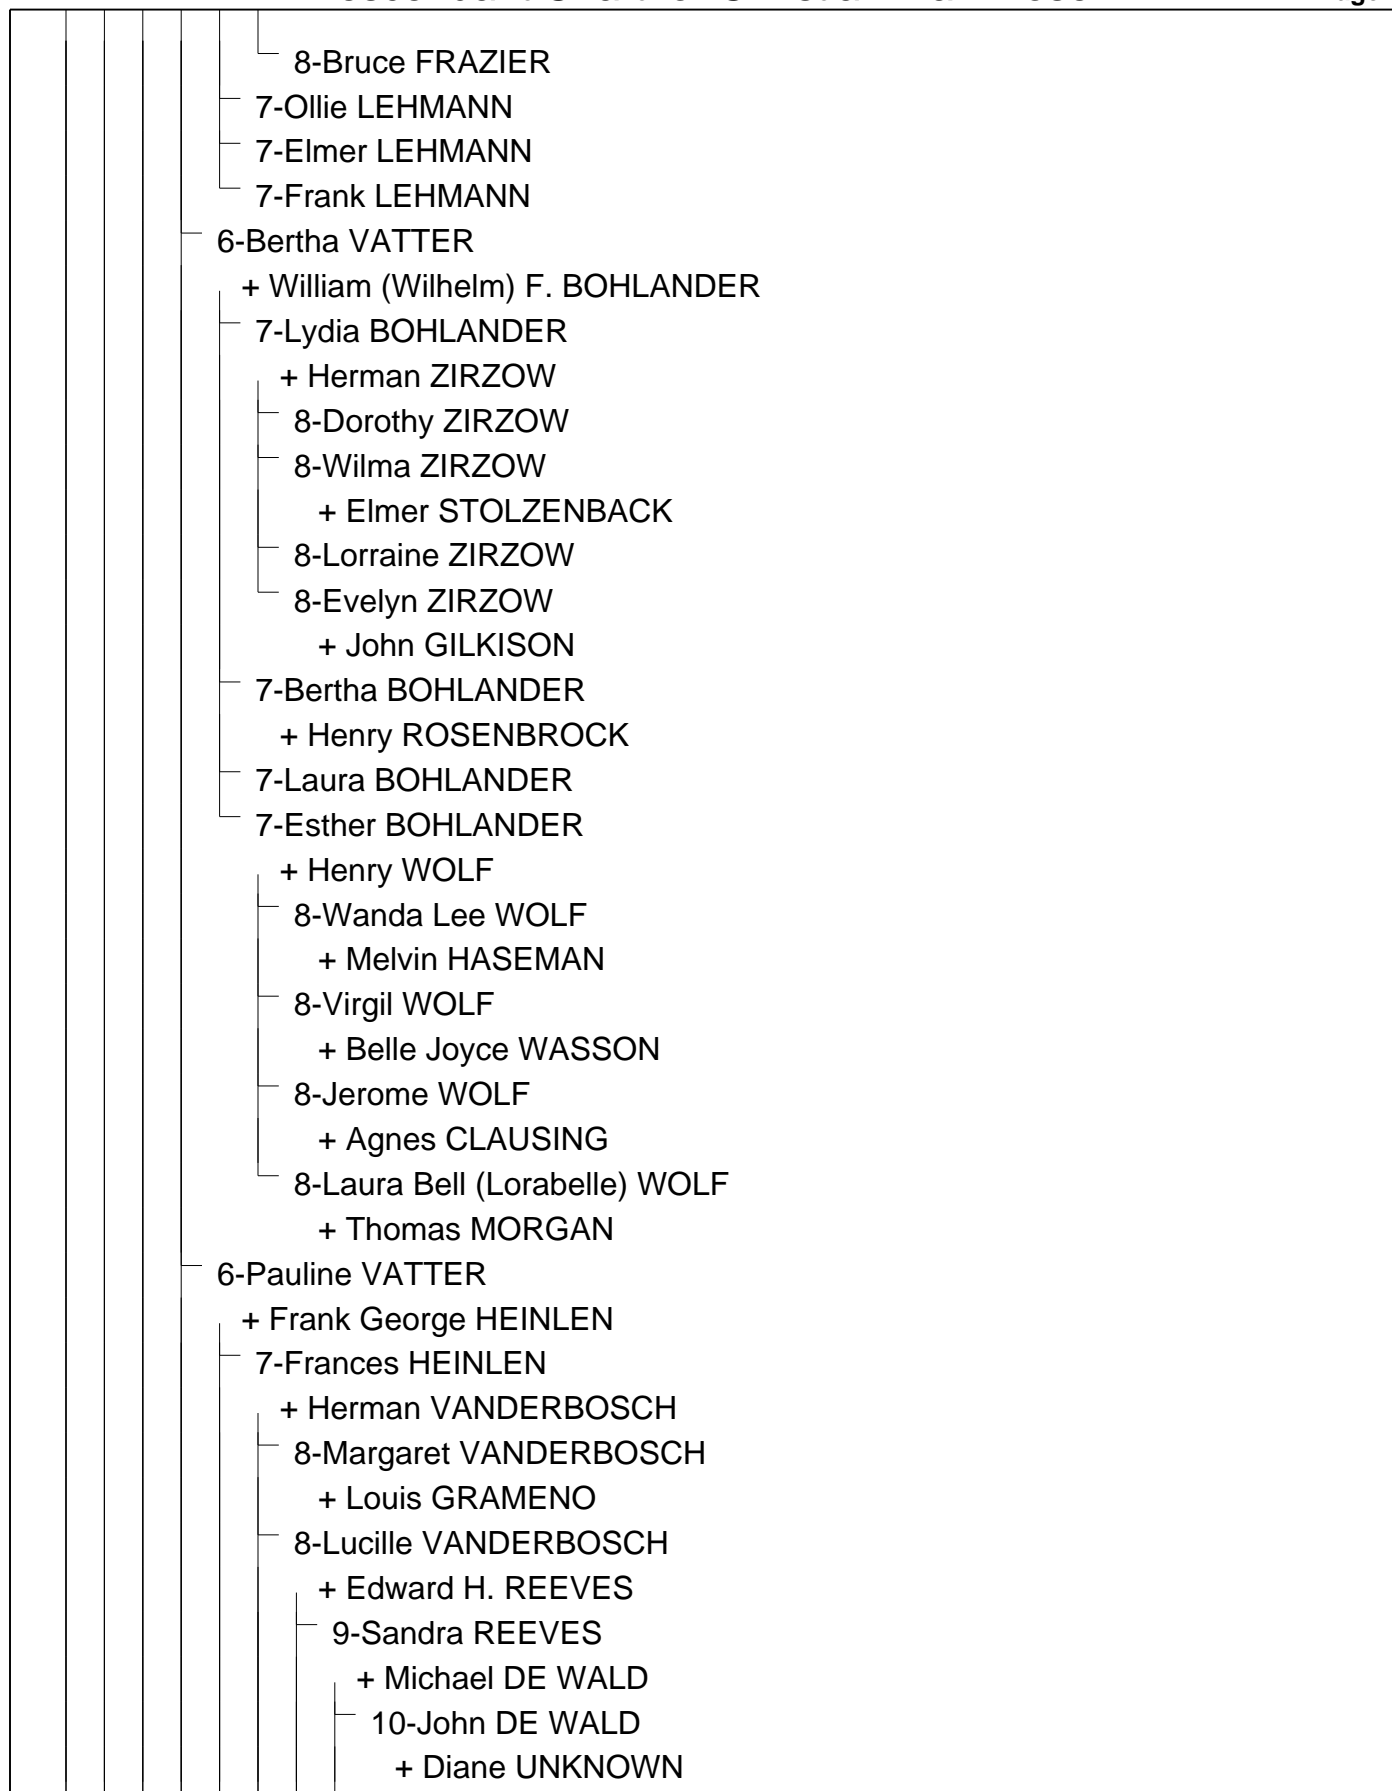 8-Bruce FRAZIER
7-Ollie LEHMANN
7-Elmer LEHMANN
7-Frank LEHMANN
6-Bertha VATTER
+ William (Wilhelm) F. BOHLANDER
7-Lydia BOHLANDER
+ Herman ZIRZOW
8-Dorothy ZIRZOW
8-Wilma ZIRZOW
+ Elmer STOLZENBACK
8-Lorraine ZIRZOW
8-Evelyn ZIRZOW
+ John GILKISON
7-Bertha BOHLANDER
+ Henry ROSENBROCK
7-Laura BOHLANDER
7-Esther BOHLANDER
+ Henry WOLF
8-Wanda Lee WOLF
+ Melvin HASEMAN
8-Virgil WOLF
+ Belle Joyce WASSON
8-Jerome WOLF
+ Agnes CLAUSING
8-Laura Bell (Lorabelle) WOLF
+ Thomas MORGAN
6-Pauline VATTER
+ Frank George HEINLEN
7-Frances HEINLEN
+ Herman VANDERBOSCH
8-Margaret VANDERBOSCH
+ Louis GRAMENO
8-Lucille VANDERBOSCH
+ Edward H. REEVES
9-Sandra REEVES
+ Michael DE WALD
10-John DE WALD
+ Diane UNKNOWN